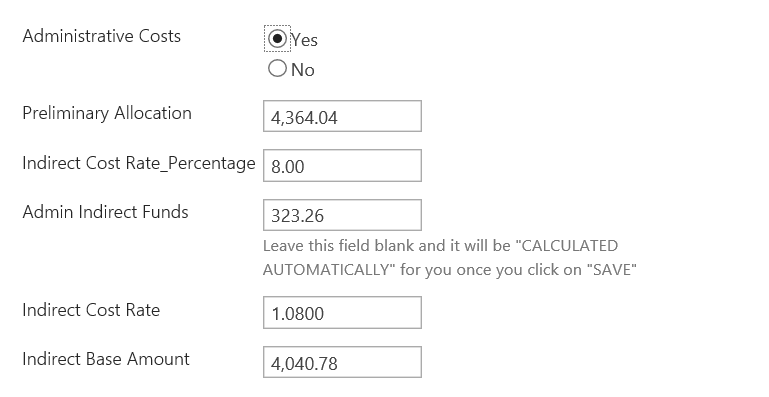 Administrative Costs
Yes
No
Preliminary Allocation
4,364.04
Indirect Cost Rate_Percentage
8.00
Admin Indirect Funds
323.26
Leave this field blank and it will be "CALCULATED
AUTOMATICALLY" for you once you click on "SAVE"
Indirect Cost Rate
1.0800
Indirect Base Amount
4,040.78